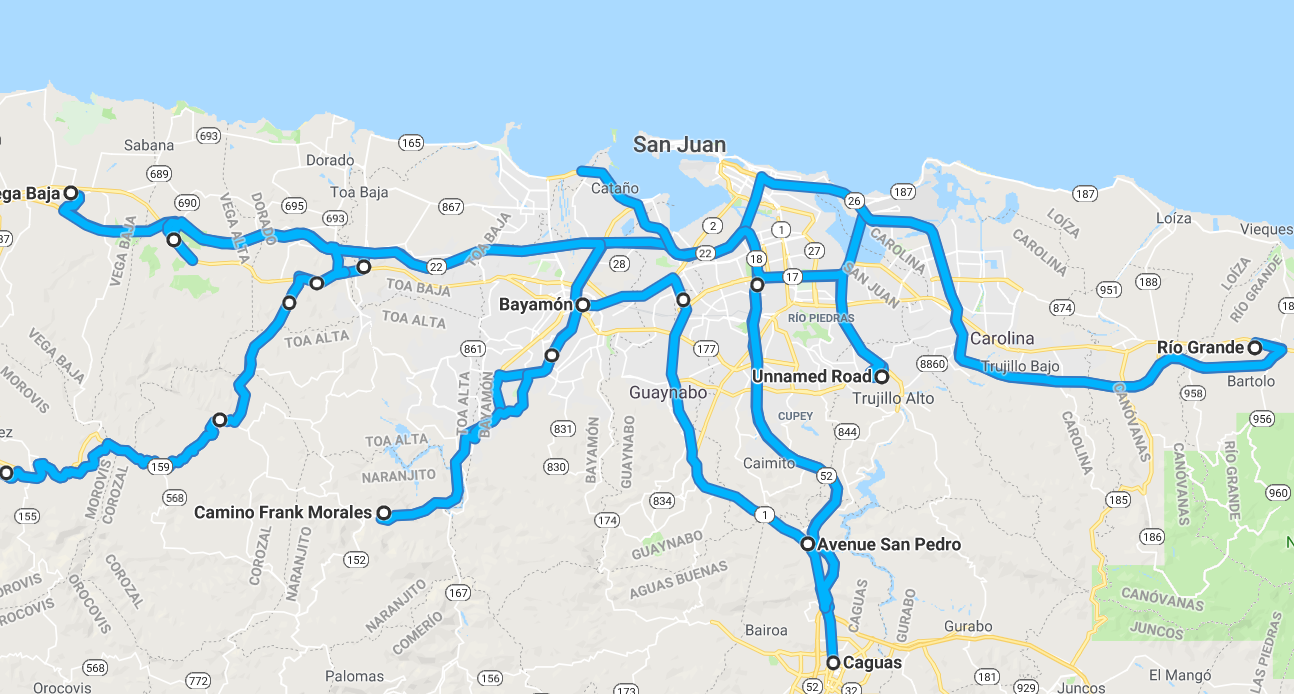 San Juan
693
165
Sabana
Dorado
689
Cataño
187
187
Toa Baja
Vega Baja
690
695
867
26
VEGA ALTA
DORADO
693
2
1
LOÍZA
CAROLINA
Loíza
Vieques
37
VEGA BAJA
TOA BAJA
CAROLINA
22
28
22
18
27
17
SAN JUAN
LOÍZA
RÍO GRANDE
TOA BAJA
188
951
874
18
Bayamón
TOA ALTA
RÍO PIEDRAS
TOA ALTA
861
177
Carolina
Río Grande
VEGA BAJA
MOROVIS
8860
Trujillo Bajo
Unnamed Road
Bartolo
TOA ALTA
BAYAMÓN
Guaynabo
Trujillo Alto
958
CANÓVANAS
CUPEY
956
ez
831
844
TOA ALTA
BAYAMÓN
GUAYNABO
CAROLINA
159
MOROVIS
COROZAL
NARANJITO
830
Caimito
52
CANÓVANAS
RÍO GRANDE
568
834
185
960
Camino Frank Morales
155
174
1
186
N
GUAYNABO
Avenue San Pedro
152
COROZAL
NARANJITO
AGUAS BUENAS
OROCOVIS
COROZAL
OROCOVIS
167
NARANJITO
COMERIO
CAGUAS
GURABO
CANÓVANAS
JUNCOS
MOROVIS
OROCOVIS
Bairoa
Gurabo
LAS PIEDRAS
568
Caguas
Palomas
156
181
El Mangó
Orocovis
772
173
52
32
929
Juncos